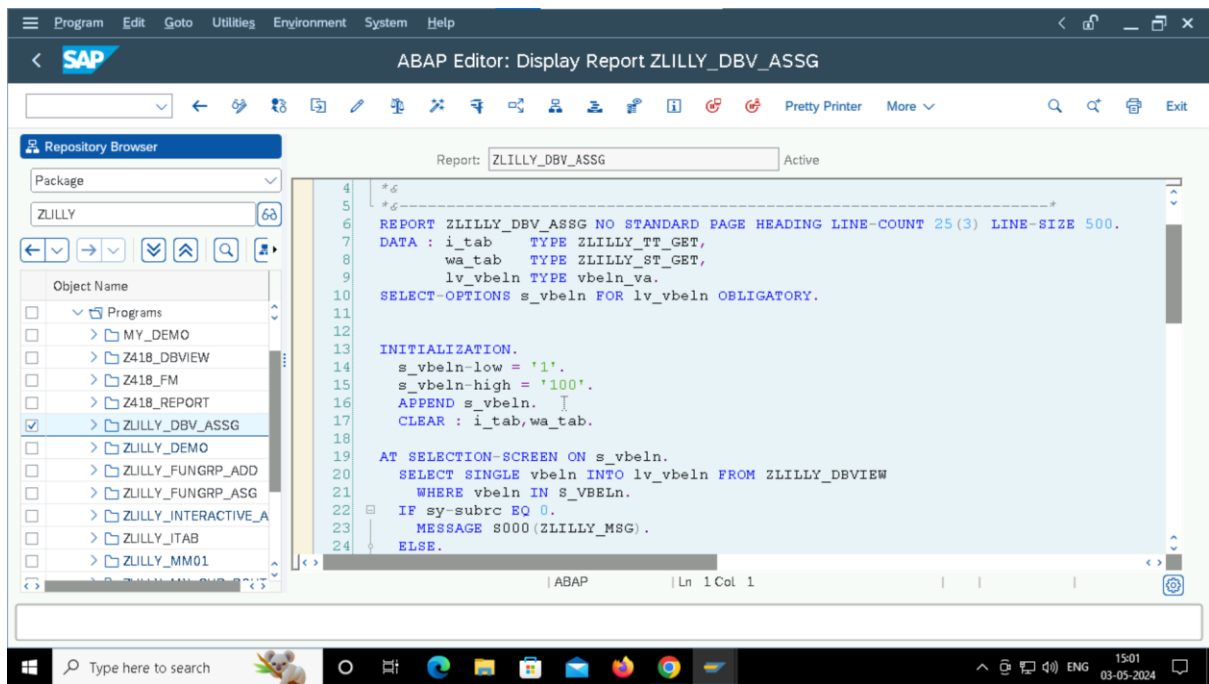 Program Edit Goto Utilities Environment System Help
SAP
ABAP Editor: Display Report ZLILLY_DBV_ASSG
Pretty Printer More Exit
Repository Browser
Package
ZLILLY
Object Name
Programs
MY_DEMO
Z418_DBVIEW
Z418_FM
Z418_REPORT
ZLILLY_DBV_ASSG
ZLILLY_DEMO
ZLILLY_FUNGRP_ADD
ZLILLY_FUNGRP_ASG
ZLILLY_INTERACTIVE_A
ZLILLY_ITAB
ZLILLY_MM01
Report: ZLILLY_DBV_ASSG Active
4 *&
5 *&---------------------------------------------------------------------*
6 REPORT ZLILLY_DBV_ASSG NO STANDARD PAGE HEADING LINE-COUNT 25(3) LINE-SIZE 500.
7 DATA : i_tab TYPE ZLILLY_TT_GET,
8 wa_tab TYPE ZLILLY_ST_GET,
9 lv_vbeln TYPE vbeln_va.
10 SELECT-OPTIONS s_vbeln FOR lv_vbeln OBLIGATORY.
11
12
13 INITIALIZATION.
14 s_vbeln-low = '1'.
15 s_vbeln-high = '100'.
16 APPEND s_vbeln.
17 CLEAR : i_tab,wa_tab.
18
19 AT SELECTION-SCREEN ON s_vbeln.
20 SELECT SINGLE vbeln INTO lv_vbeln FROM ZLILLY_DBVIEW
21 WHERE vbeln IN S_VBELn.
22 IF sy-subrc EQ 0.
23 MESSAGE S000(ZLILLY_MSG).
24 ELSE.
ABAP Ln 1 Col 1
Type here to search
ENG
15:01
03-05-2024